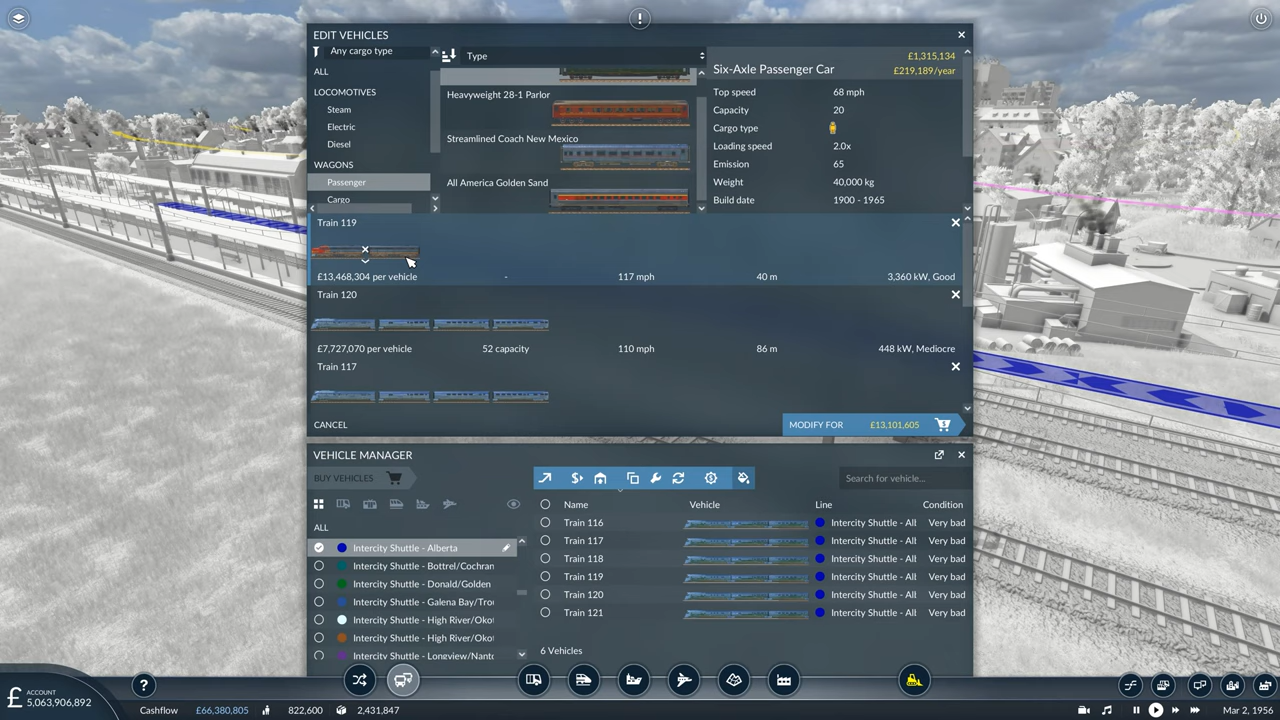 EDIT VEHICLES
Any cargo type
Type
ALL
LOCOMOTIVES
Steam
Electric
Diesel
WAGONS
Passenger
Cargo
Heavyweight 28-1 Parlor
Streamlined Coach New Mexico
All America Golden Sand
£1,315,134
Six-Axle Passenger Car
£219,189/year
Top speed 68 mph
Capacity 20
Cargo type
Loading speed 2.0x
Emission 65
Weight 40,000 kg
Build date 1900 - 1965
Train 119
£13,468,304 per vehicle - 117 mph 40 m 3,360 kW, Good
Train 120
£7,727,070 per vehicle 52 capacity 110 mph 86 m 448 kW, Mediocre
Train 117
CANCEL
MODIFY FOR £13,101,605
VEHICLE MANAGER
BUY VEHICLES
Search for vehicle...
ALL
Intercity Shuttle - Alberta
Intercity Shuttle - Bottrel/Cochran
Intercity Shuttle - Donald/Golden
Intercity Shuttle - Galena Bay/Trou
Intercity Shuttle - High River/Okot
Intercity Shuttle - High River/Okot
Intercity Shuttle - Longview/Nanto
Name Vehicle Line Condition
Train 116 Intercity Shuttle - All Very bad
Train 117 Intercity Shuttle - All Very bad
Train 118 Intercity Shuttle - All Very bad
Train 119 Intercity Shuttle - All Very bad
Train 120 Intercity Shuttle - All Very bad
Train 121 Intercity Shuttle - All Very bad
6 Vehicles
£ ACCOUNT
5,063,906,892
?
Cashflow £66,380,805 822,600 2,431,847
Mar 2, 1956